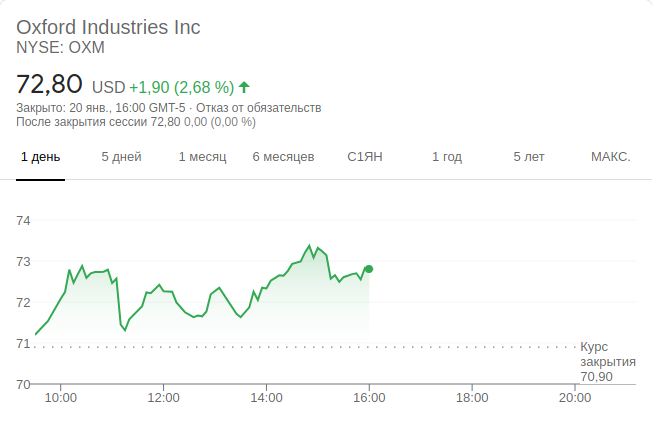 Oxford Industries Inc
NYSE: OXM
72,80 USD +1,90 (2,68 %)
Закрыто: 20 янв., 16:00 GMT-5 · Отказ от обязательств
После закрытия сессии 72,80 0,00 (0,00 %)
1 день 5 дней 1 месяц 6 месяцев С1ЯН 1 год 5 лет МАКС.
74
73
72
71
70
Курс
закрытия
70,90
10:00 12:00 14:00 16:00 18:00 20:00